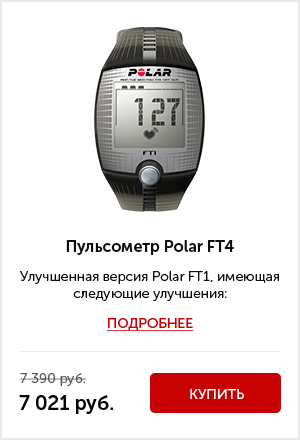 POLAR
127
FT1
Пульсометр Polar FT4
Улучшенная версия Polar FT1, имеющая
следующие улучшения:
ПОДРОБНЕЕ
7 390 руб.
7 021 руб.
КУПИТЬ